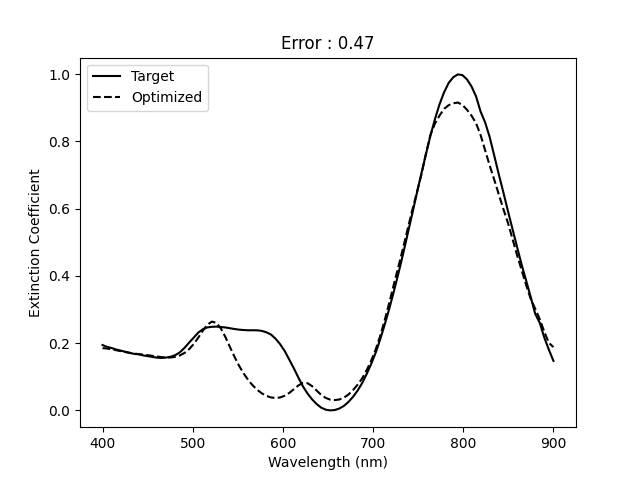 Error : 0.47
Target
Optimized
Extinction Coefficient
1.0
0.8
0.6
0.4
0.2
0.0
400 500 600 700 800 900
Wavelength (nm)